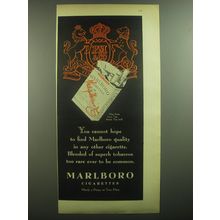 You cannot hope
to find Marlboro quality
in any other cigarette.
Blended of superb tobaccos
too rare ever to be common.
MARLBORO
CIGARETTES